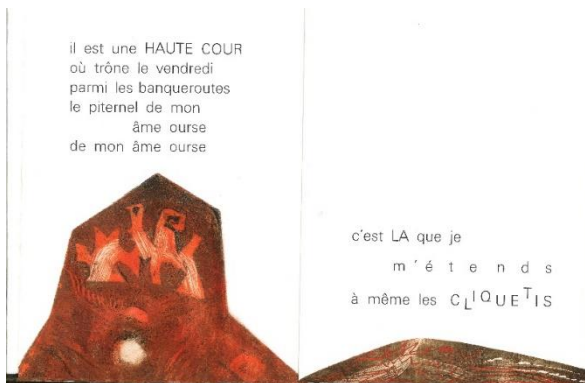 il est une HAUTE COUR
où trône le vendredi
parmi les banqueroutes
le piternel de mon
âme ourse
de mon âme ourse
c'est LA que je
m'étends
à même les CLIQUETIS